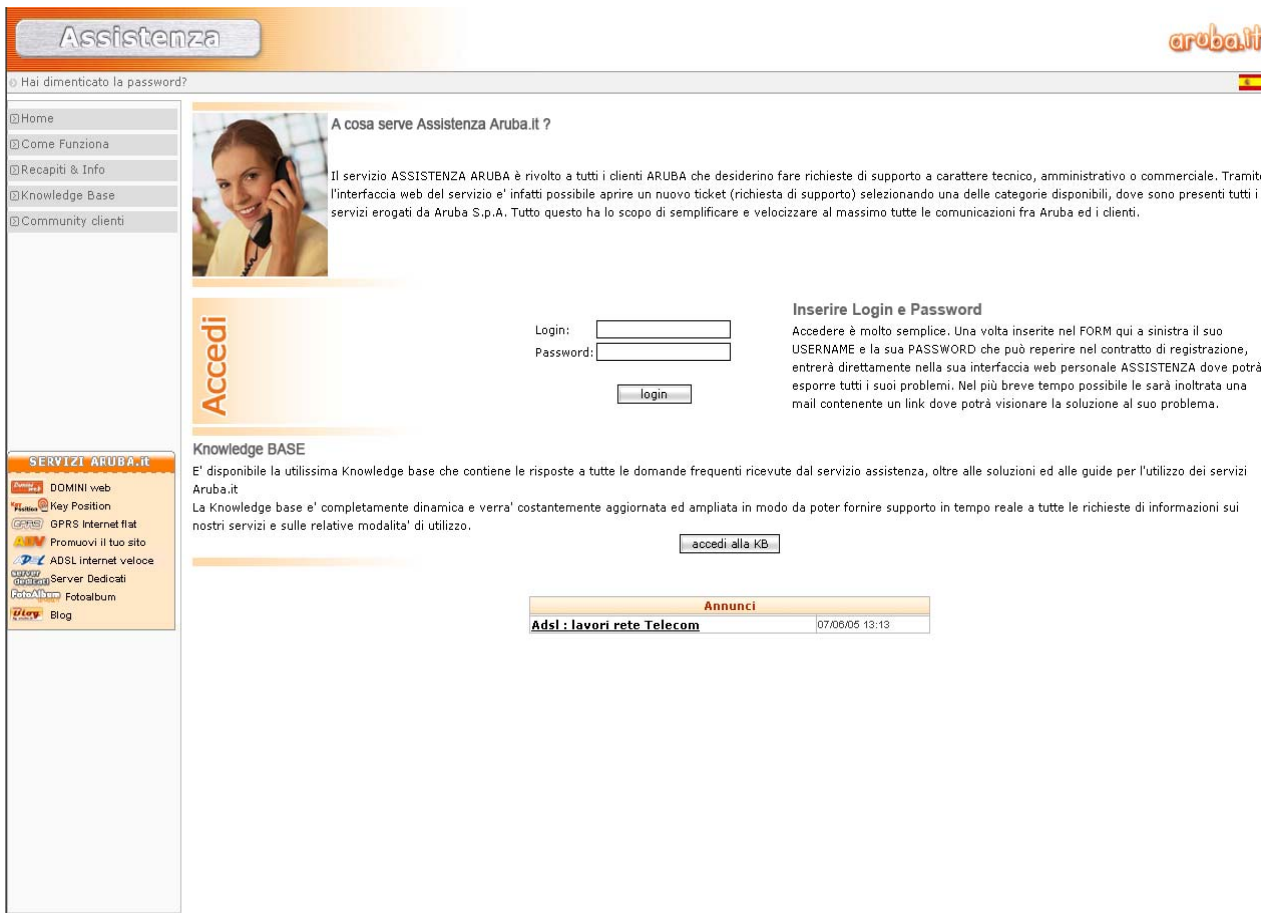 Assistenza
aruba.it
Hai dimenticato la password?
Home
Come Funziona
Recapiti & Info
Knowledge Base
Community clienti
A cosa serve Assistenza Aruba.it ?
Il servizio ASSISTENZA ARUBA è rivolto a tutti i clienti ARUBA che desiderino fare richieste di supporto a carattere tecnico, amministrativo o commerciale. Tramite
l'interfaccia web del servizio e' infatti possibile aprire un nuovo ticket (richiesta di supporto) selezionando una delle categorie disponibili, dove sono presenti tutti i
servizi erogati da Aruba S.p.A. Tutto questo ha lo scopo di semplificare e velocizzare al massimo tutte le comunicazioni fra Aruba ed i clienti.
Accedi
Login:
Password:
login
Inserire Login e Password
Accedere è molto semplice. Una volta inserite nel FORM qui a sinistra il suo
USERNAME e la sua PASSWORD che può reperire nel contratto di registrazione,
entrerà direttamente nella sua interfaccia web personale ASSISTENZA dove potrà
esporre tutti i suoi problemi. Nel più breve tempo possibile le sarà inoltrata una
mail contenente un link dove potrà visionare la soluzione al suo problema.
Knowledge BASE
E' disponibile la utilissima Knowledge base che contiene le risposte a tutte le domande frequenti ricevute dal servizio assistenza, oltre alle soluzioni ed alle guide per l'utilizzo dei servizi
Aruba.it
La Knowledge base e' completamente dinamica e verra' costantemente aggiornata ed ampliata in modo da poter fornire supporto in tempo reale a tutte le richieste di informazioni sui
nostri servizi e sulle relative modalita' di utilizzo.
accedi alla KB
SERVIZI ARUBA.it
DOMINI web
Key Position
GPRS GPRS Internet flat
Promuovi il tuo sito
ADSL internet veloce
server dedicati Server Dedicati
FotoAlbum Fotoalbum
Blog Blog
Annunci
Adsl : lavori rete Telecom 07/06/05 13:13